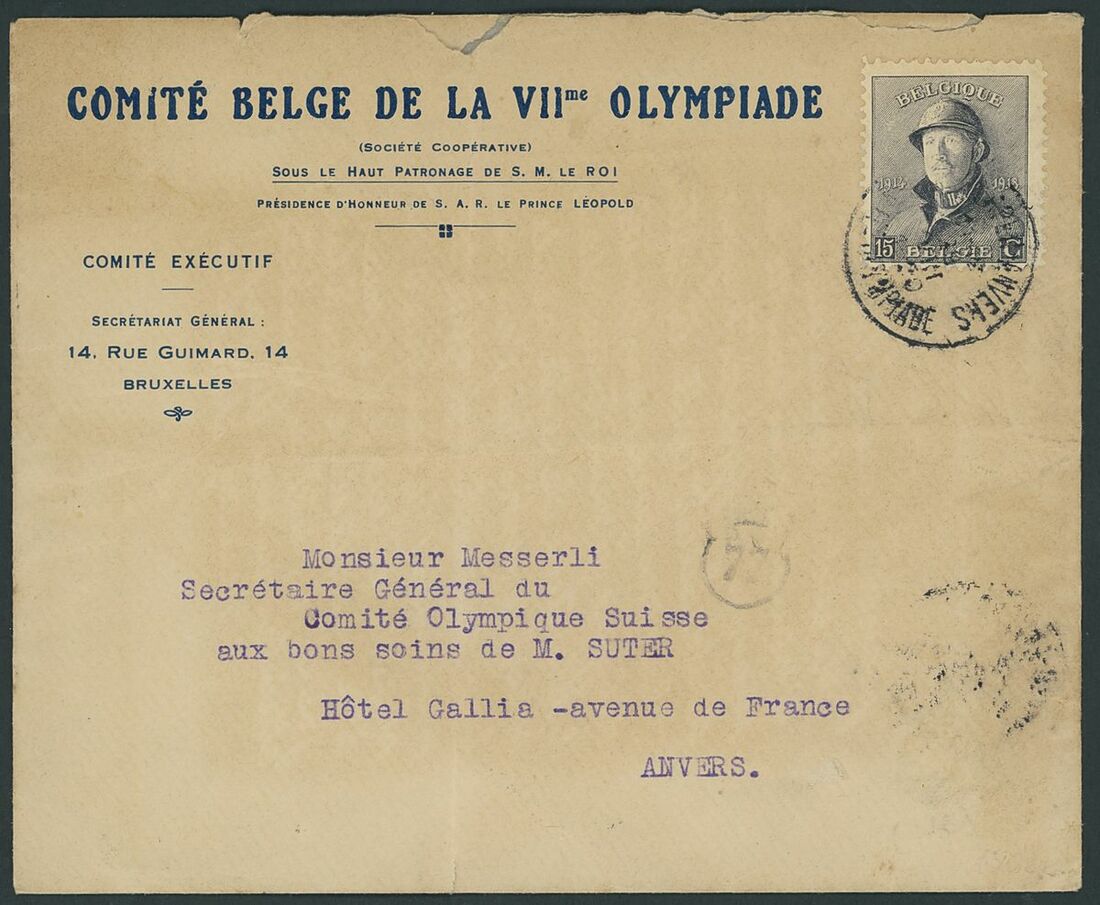 COMITÉ BELGE DE LA VIIme OLYMPIADE
(SOCIÉTÉ COOPÉRATIVE)
SOUS LE HAUT PATRONAGE DE S. M. LE ROI
PRÉSIDENCE D'HONNEUR DE S. A. R. LE PRINCE LÉOPOLD
COMITÉ EXÉCUTIF
SECRÉTARIAT GÉNÉRAL :
14, RUE GUIMARD, 14
BRUXELLES
BELGIQUE
1914 1918
15 BELGIE C
ANVERS
Monsieur Messerli
Secrétaire Général du
Comité Olympique Suisse
aux bons soins de M. SUTER
Hôtel Gallia -avenue de France
ANVERS.